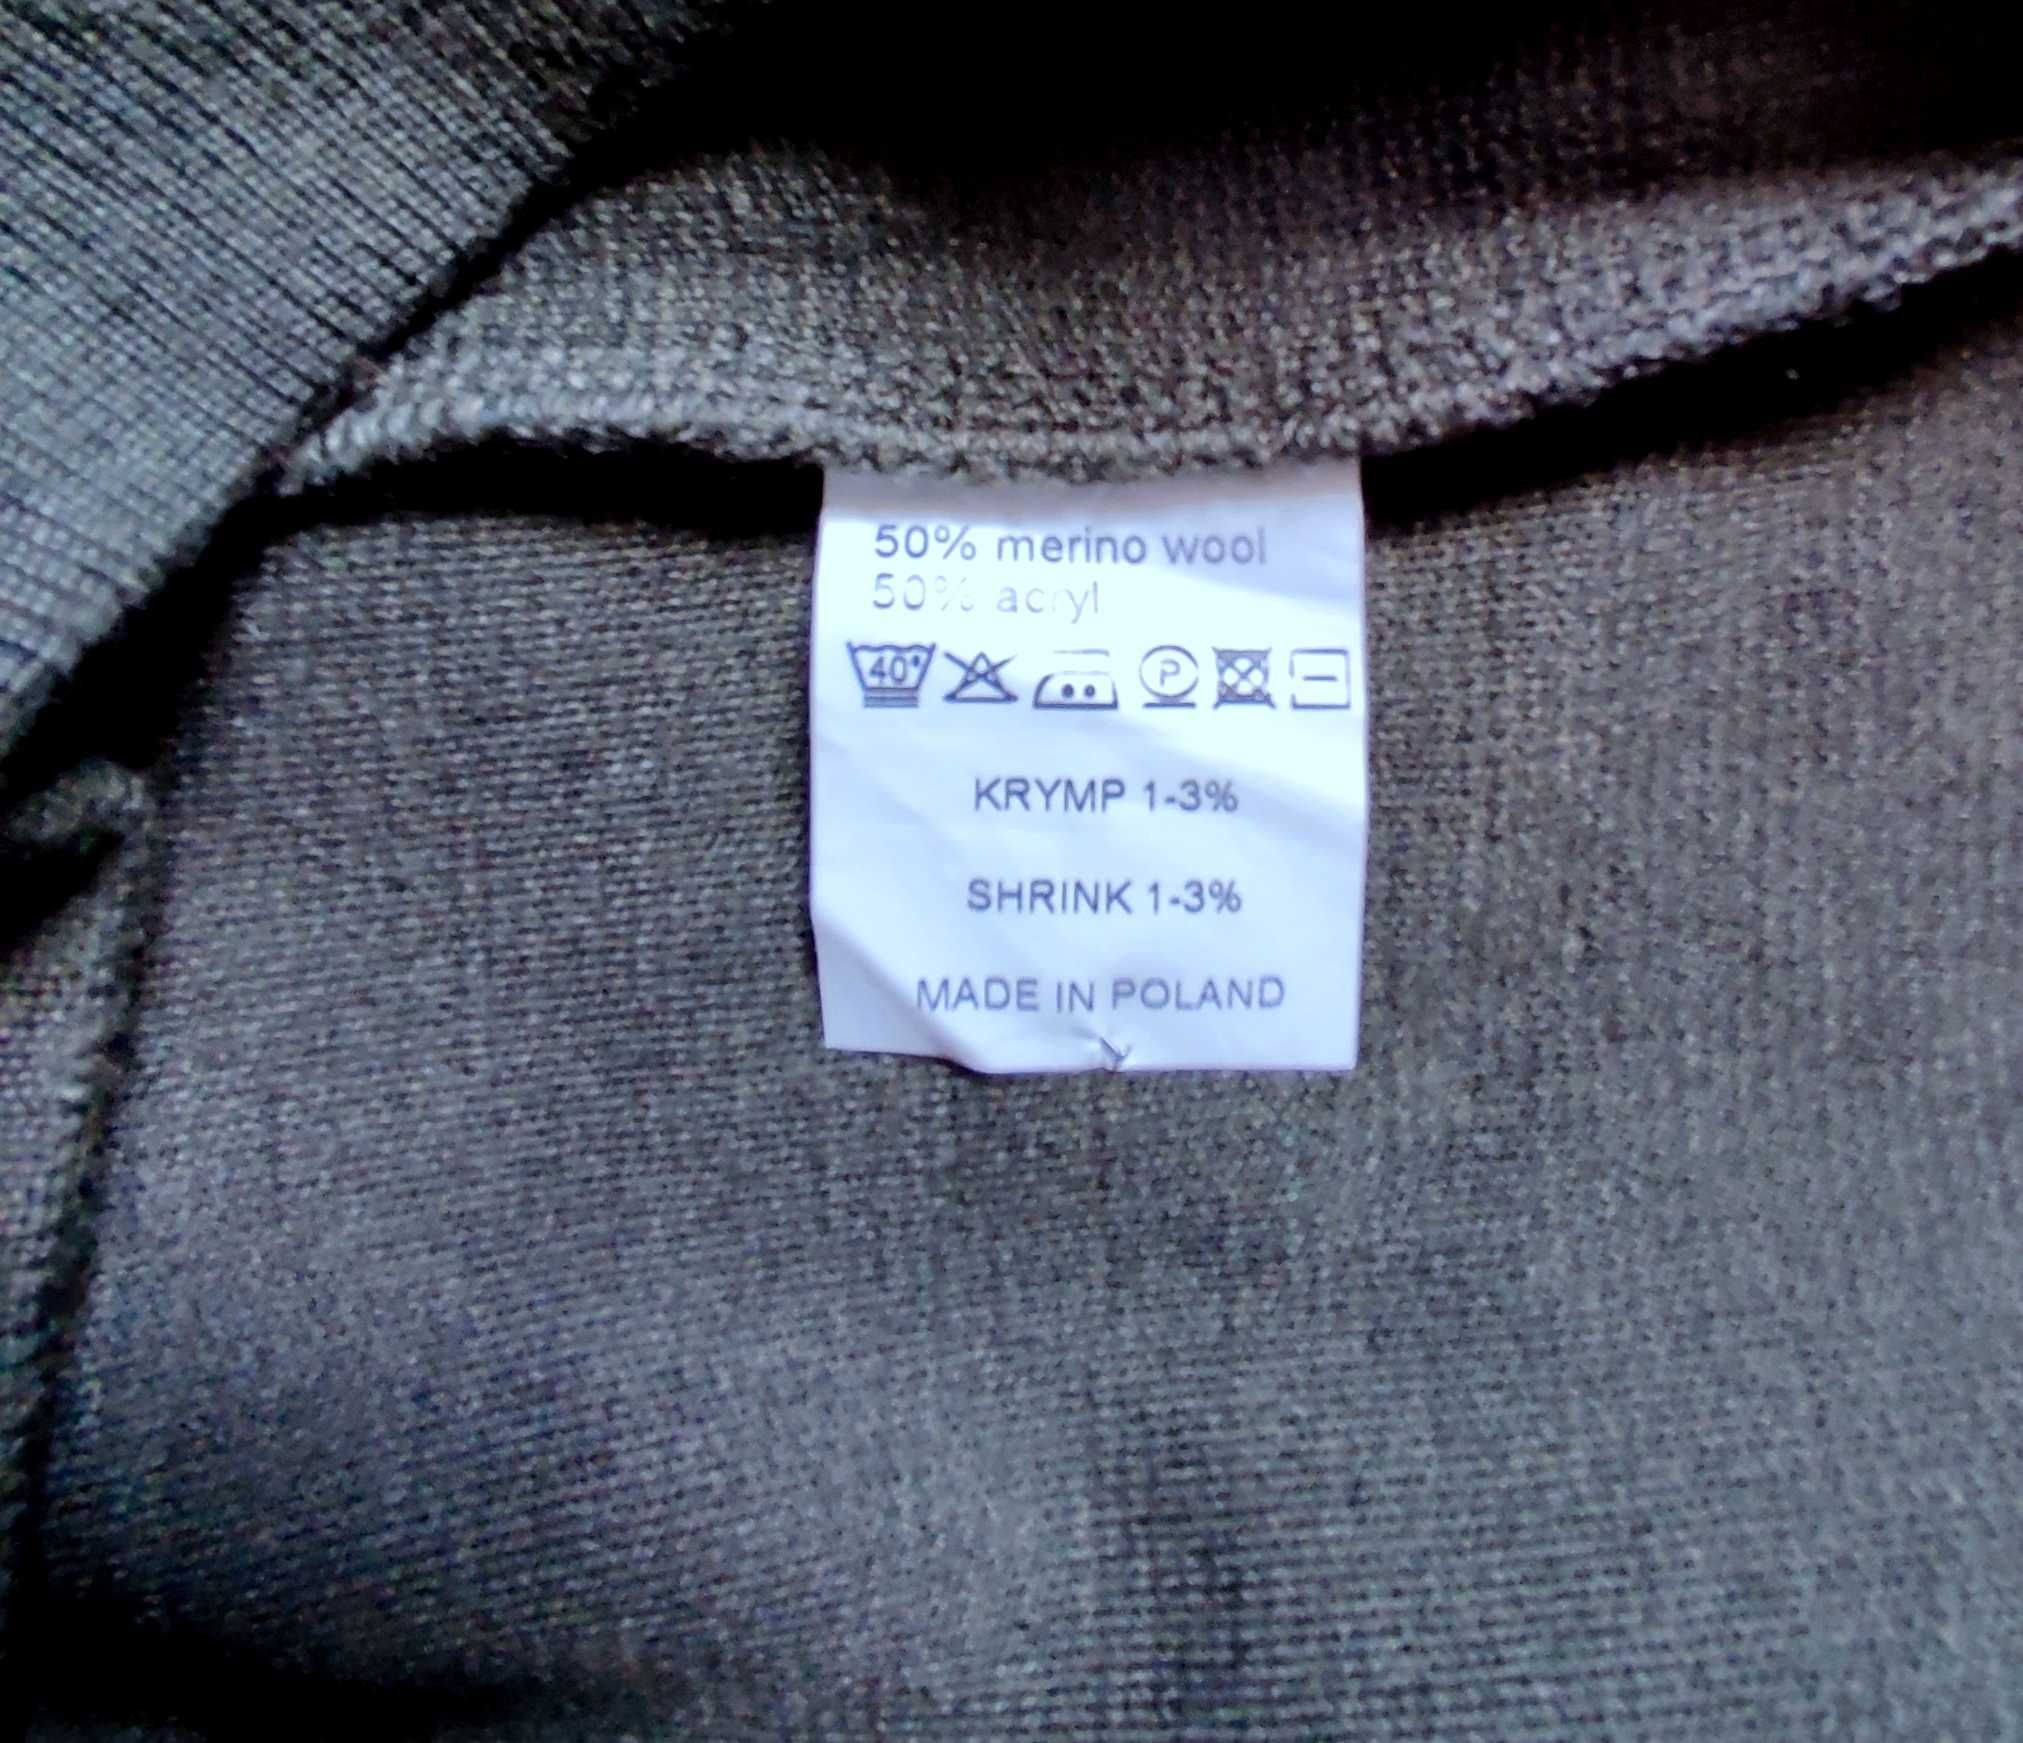 50% merino wool
50% acryl
40° P
KRYMP 1-3%
SHRINK 1-3%
MADE IN POLAND